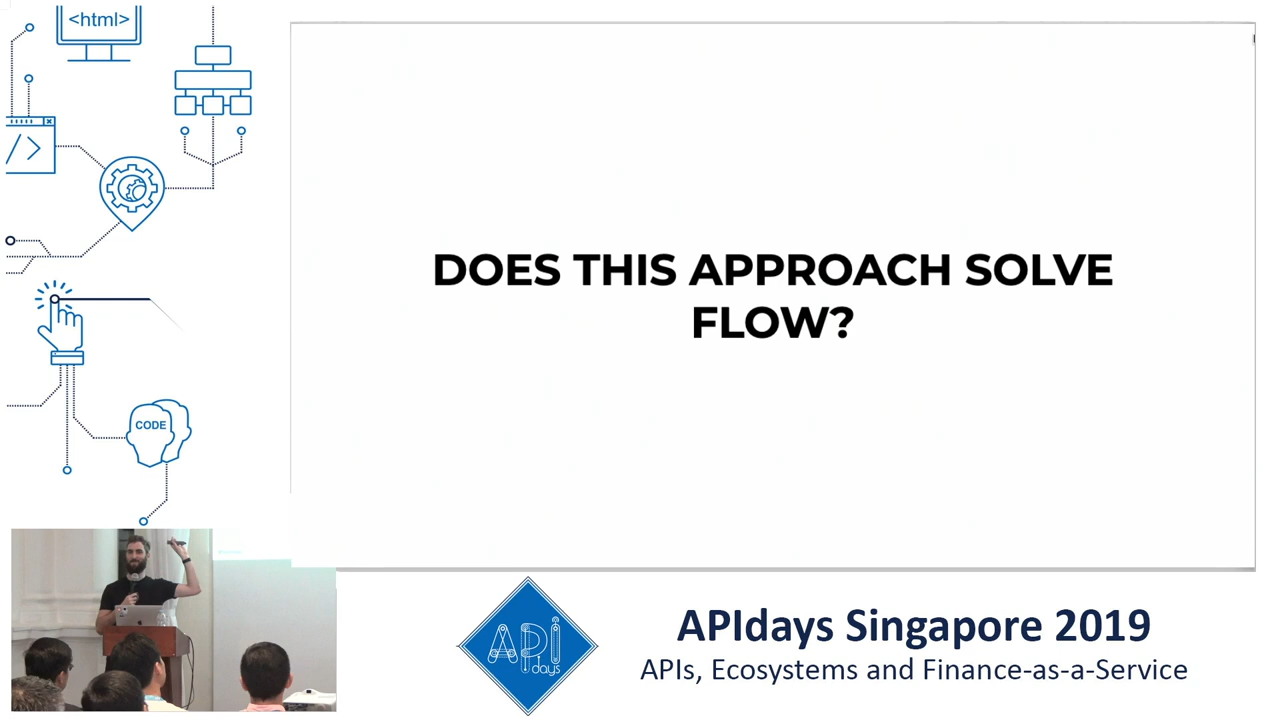 <html>
</>
CODE
DOES THIS APPROACH SOLVE
FLOW?
API
days
APIdays Singapore 2019
APIs, Ecosystems and Finance-as-a-Service